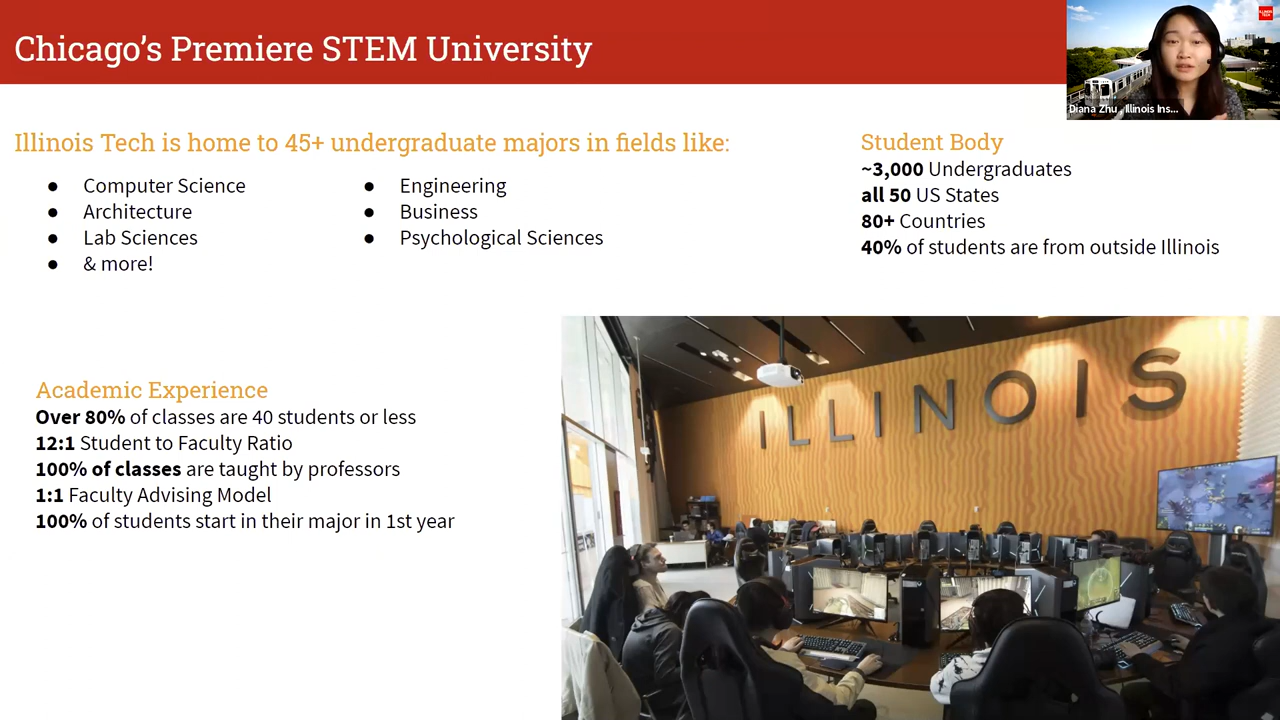 Chicago's Premiere STEM University
ILLINOIS TECH
Diana Zhu , Illinois Ins...
Illinois Tech is home to 45+ undergraduate majors in fields like:
● Computer Science
● Architecture
● Lab Sciences
● & more!
● Engineering
● Business
● Psychological Sciences
Student Body
~3,000 Undergraduates
all 50 US States
80+ Countries
40% of students are from outside Illinois
Academic Experience
Over 80% of classes are 40 students or less
12:1 Student to Faculty Ratio
100% of classes are taught by professors
1:1 Faculty Advising Model
100% of students start in their major in 1st year
ILLINOIS